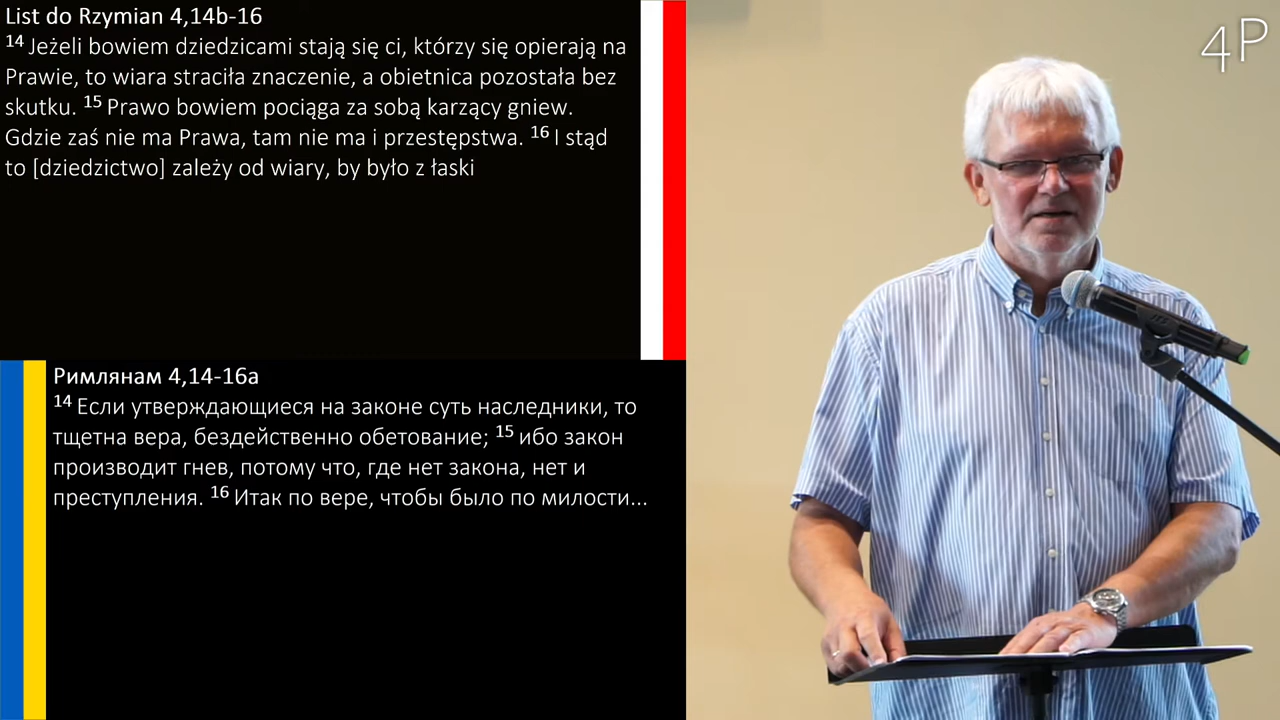 List do Rzymian 4,14b-16
14 Jeżeli bowiem dziedzicami stają się ci, którzy się opierają na
Prawie, to wiara straciła znaczenie, a obietnica pozostała bez
skutku. 15 Prawo bowiem pociąga za sobą karzący gniew.
Gdzie zaś nie ma Prawa, tam nie ma i przestępstwa. 16 I stąd
to [dziedzictwo] zależy od wiary, by było z łaski
4P
Римлянам 4,14-16a
14 Если утверждающиеся на законе суть наследники, то
тщетна вера, бездейственно обетование; 15 ибо закон
производит гнев, потому что, где нет закона, нет и
преступления. 16 Итак по вере, чтобы было по милости...